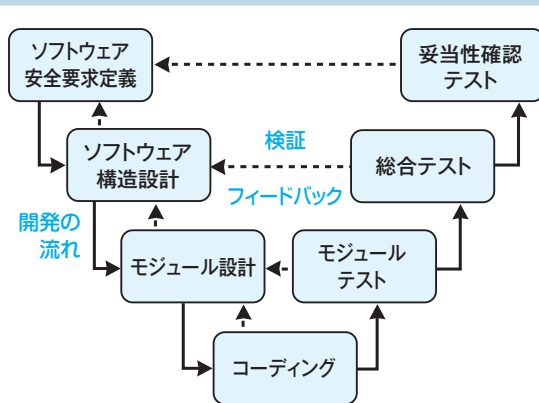 ソフトウェア
安全要求定義
妥当性確認
テスト
ソフトウェア
構造設計
検証
総合テスト
フィードバック
開発の
流れ
モジュール設計
モジュール
テスト
コーディング